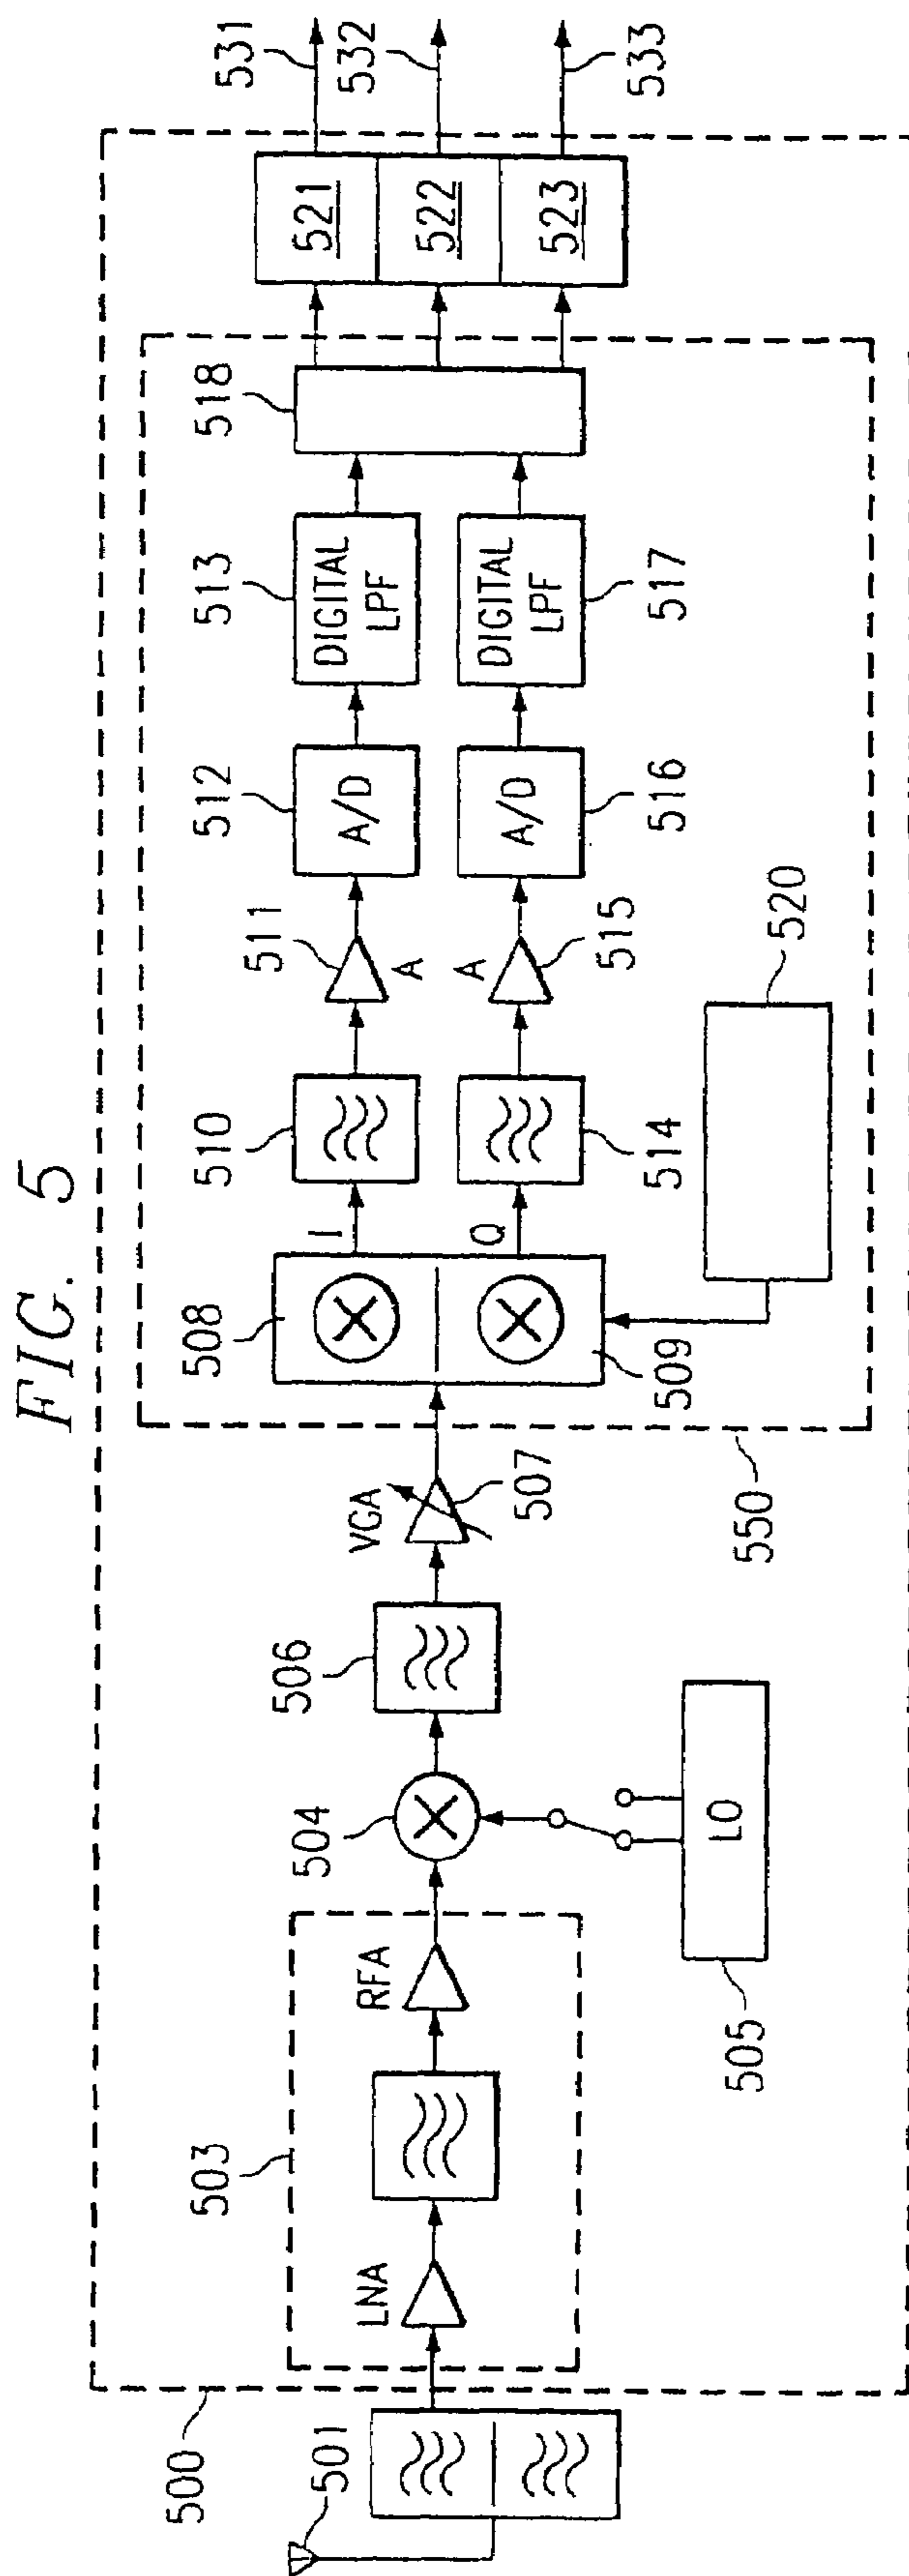 FIG. 5
500
501
503
LNA
RFA
504
LO
505
506
VGA
507
508
509
I
Q
510
511
A
512
A/D
513
DIGITAL
LPF
514
A
515
516
A/D
517
DIGITAL
LPF
518
520
550
521
522
523
531
532
533